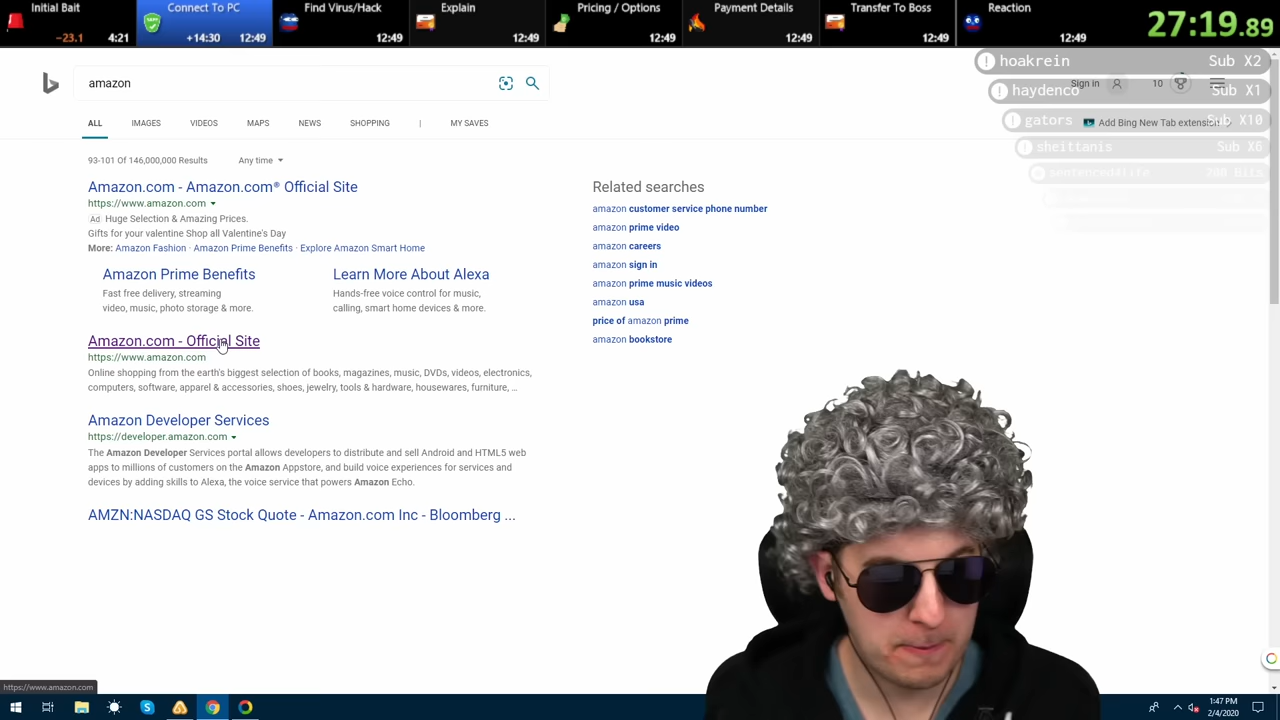 Initial Bait
Safe PC
Explain
Pricing / Options
Payment Details
Transfer To Boss
Reaction
-23.1 4:21
+14:30 12:49
12:49
12:49
12:49
12:49
12:49
12:49
27:19.89
hoakrein Sub X2
haydenco Sub X1
gators Sub X10
sheittanis Sub X6
sentenced4life 200 Bits
amazon
Sign in
10
Add Bing New Tab extension
ALL
IMAGES
VIDEOS
MAPS
NEWS
SHOPPING
|
MY SAVES
93-101 Of 146,000,000 Results Any time
Amazon.com - Amazon.com® Official Site
https://www.amazon.com
Ad Huge Selection & Amazing Prices.
Gifts for your valentine Shop all Valentine's Day
More: Amazon Fashion · Amazon Prime Benefits · Explore Amazon Smart Home
Amazon Prime Benefits
Fast free delivery, streaming
video, music, photo storage & more.
Learn More About Alexa
Hands-free voice control for music,
calling, smart home devices & more.
Amazon.com - Official Site
https://www.amazon.com
Online shopping from the earth's biggest selection of books, magazines, music, DVDs, videos, electronics,
computers, software, apparel & accessories, shoes, jewelry, tools & hardware, housewares, furniture, ...
Amazon Developer Services
https://developer.amazon.com
The Amazon Developer Services portal allows developers to distribute and sell Android and HTML5 web
apps to millions of customers on the Amazon Appstore, and build voice experiences for services and
devices by adding skills to Alexa, the voice service that powers Amazon Echo.
AMZN:NASDAQ GS Stock Quote - Amazon.com Inc - Bloomberg ...
Related searches
amazon customer service phone number
amazon prime video
amazon careers
amazon sign in
amazon prime music videos
amazon usa
price of amazon prime
amazon bookstore
https://www.amazon.com
1:47 PM
2/4/2020